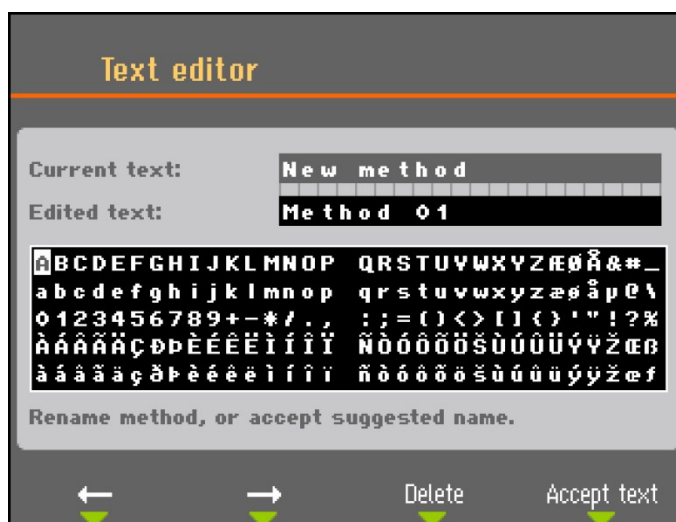 Text editor
Current text: New method
Edited text: Method 01
ABCDEFGHIJKLMNOP QRSTUVWXYZÆØÅ&#_
abcdefghijklmnop qrstuvwxyzæøåµ@\
0123456789+-*/., :;=()<>[]{}'"!?%
ÀÁÂÃÄÇÐÞÈÉÊËÌÍÎÏ ÑÒÓÔÕÖŠÙÚÛÜÝŸŽŒß
àáâãäçðÞèéêëìíîï ñòóôõöšùúûüýÿžœƒ
Rename method, or accept suggested name.
← → Delete Accept text